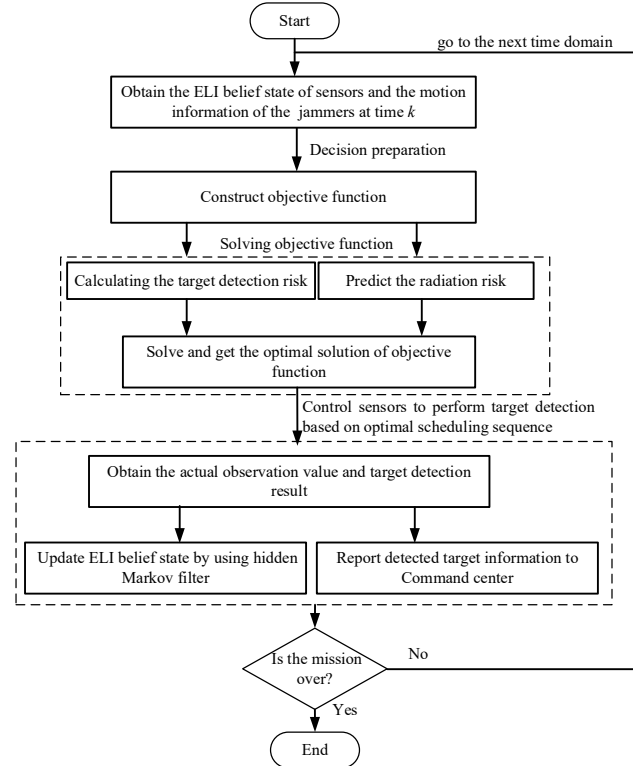 Start
go to the next time domain
Obtain the ELI belief state of sensors and the motion
information of the jammers at time k
Decision preparation
Construct objective function
Solving objective function
Calculating the target detection risk
Predict the radiation risk
Solve and get the optimal solution of objective
function
Control sensors to perform target detection
based on optimal scheduling sequence
Obtain the actual observation value and target detection
result
Update ELI belief state by using hidden
Markov filter
Report detected target information to
Command center
Is the mission
over?
No
Yes
End